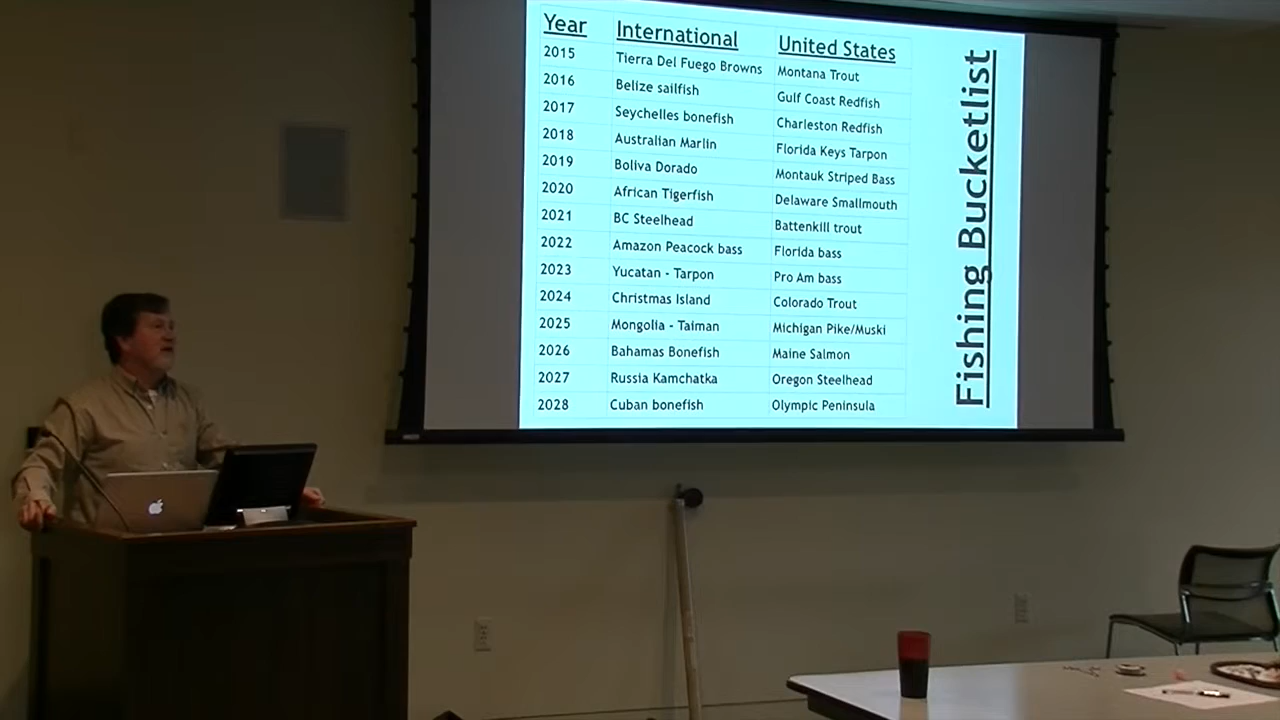 Year International United States
2015 Tierra Del Fuego Browns Montana Trout
2016 Belize sailfish Gulf Coast Redfish
2017 Seychelles bonefish Charleston Redfish
2018 Australian Marlin Florida Keys Tarpon
2019 Boliva Dorado Montauk Striped Bass
2020 African Tigerfish Delaware Smallmouth
2021 BC Steelhead Battenkill trout
2022 Amazon Peacock bass Florida bass
2023 Yucatan - Tarpon Pro Am bass
2024 Christmas Island Colorado Trout
2025 Mongolia - Taiman Michigan Pike/Muski
2026 Bahamas Bonefish Maine Salmon
2027 Russia Kamchatka Oregon Steelhead
2028 Cuban bonefish Olympic Peninsula
Fishing Bucketlist